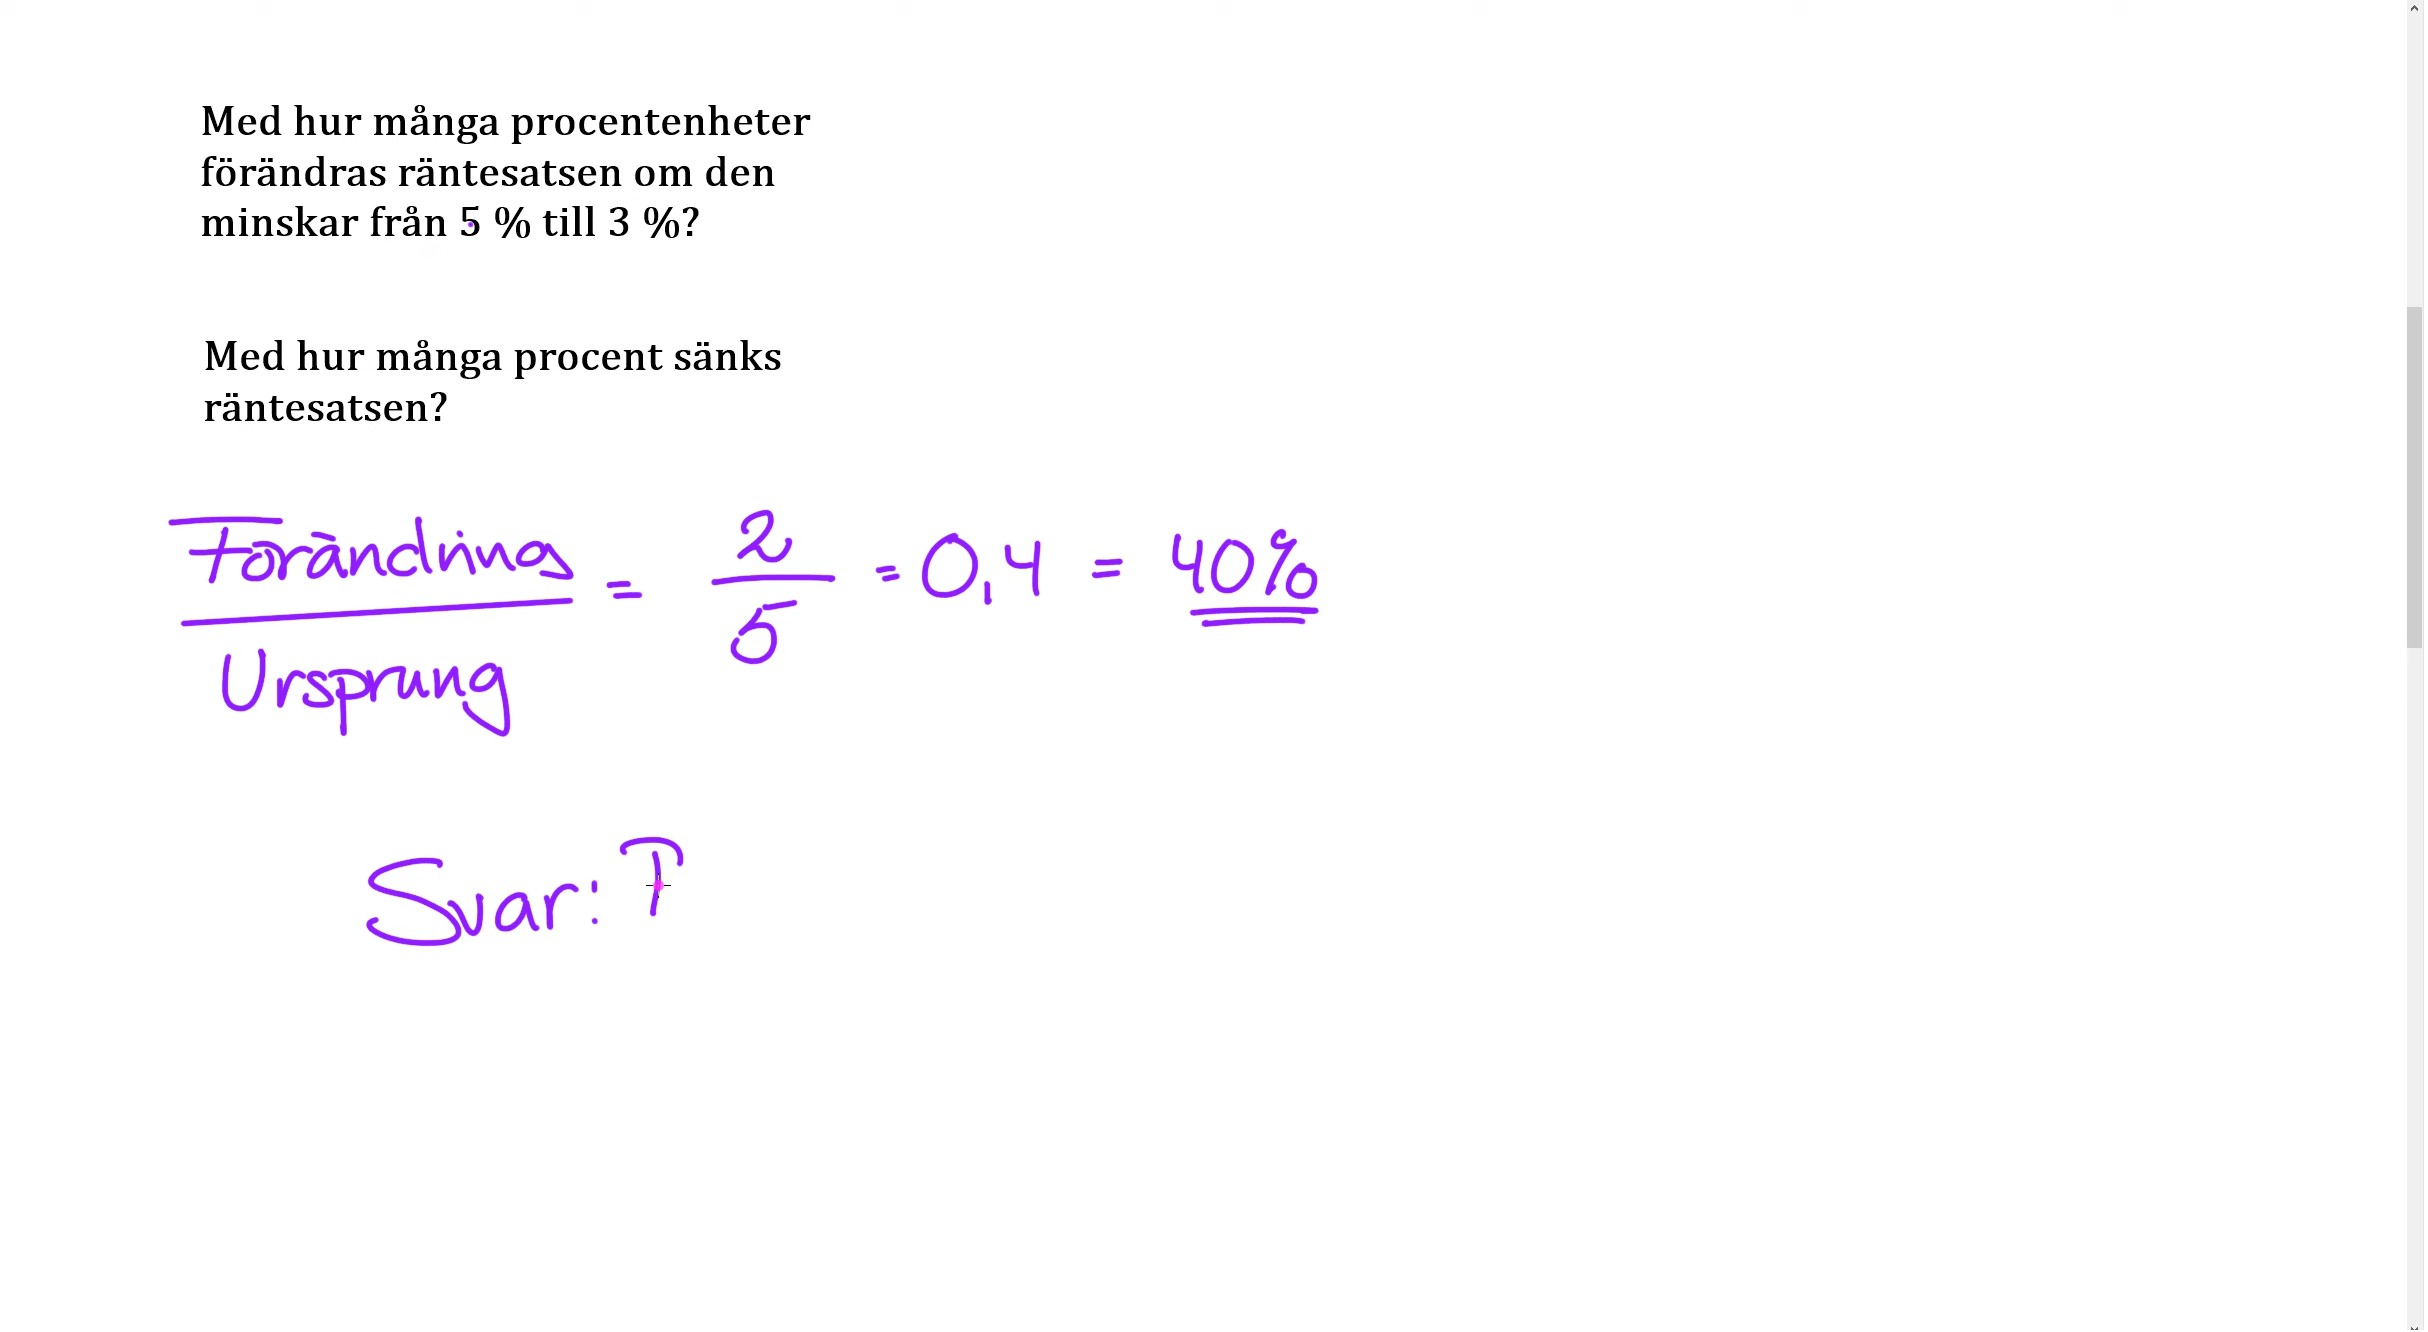 Med hur många procentenheter
förändras räntesatsen om den
minskar från 5 % till 3 %?
Med hur många procent sänks
räntesatsen?
Förändring
= 2/5 = 0,4 = 40%
Ursprung
Svar: